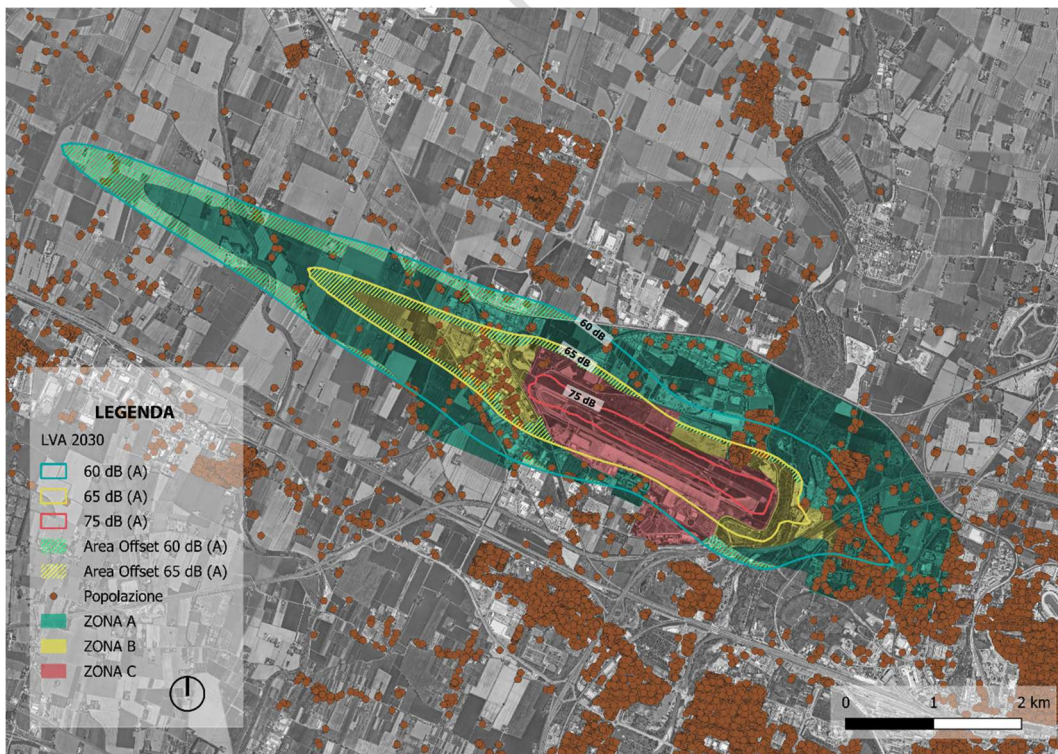 60 dB
65 dB
75 dB
LEGENDA
LVA 2030
60 dB (A)
65 dB (A)
75 dB (A)
Area Offset 60 dB (A)
Area Offset 65 dB (A)
Popolazione
ZONA A
ZONA B
ZONA C
0 1 2 km